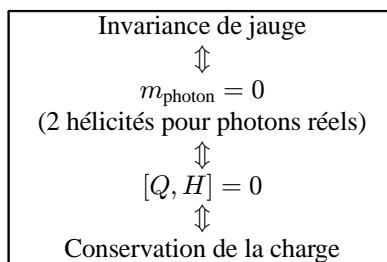 Invariance de jauge
⇕
m_photon = 0
(2 hélicités pour photons réels)
⇕
[Q, H] = 0
⇕
Conservation de la charge